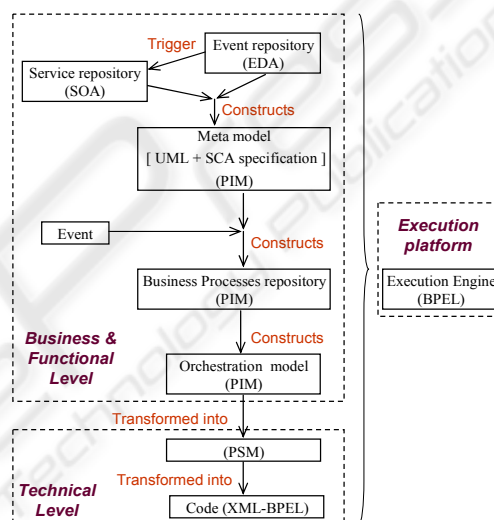 Trigger
Event repository
(EDA)
Service repository
(SOA)
Constructs
Meta model
[ UML + SCA specification ]
(PIM)
Event
Constructs
Execution
platform
Business Processes repository
(PIM)
Execution Engine
(BPEL)
Constructs
Business &
Functional
Level
Orchestration model
(PIM)
Transformed into
(PSM)
Transformed into
Technical
Level
Code (XML-BPEL)